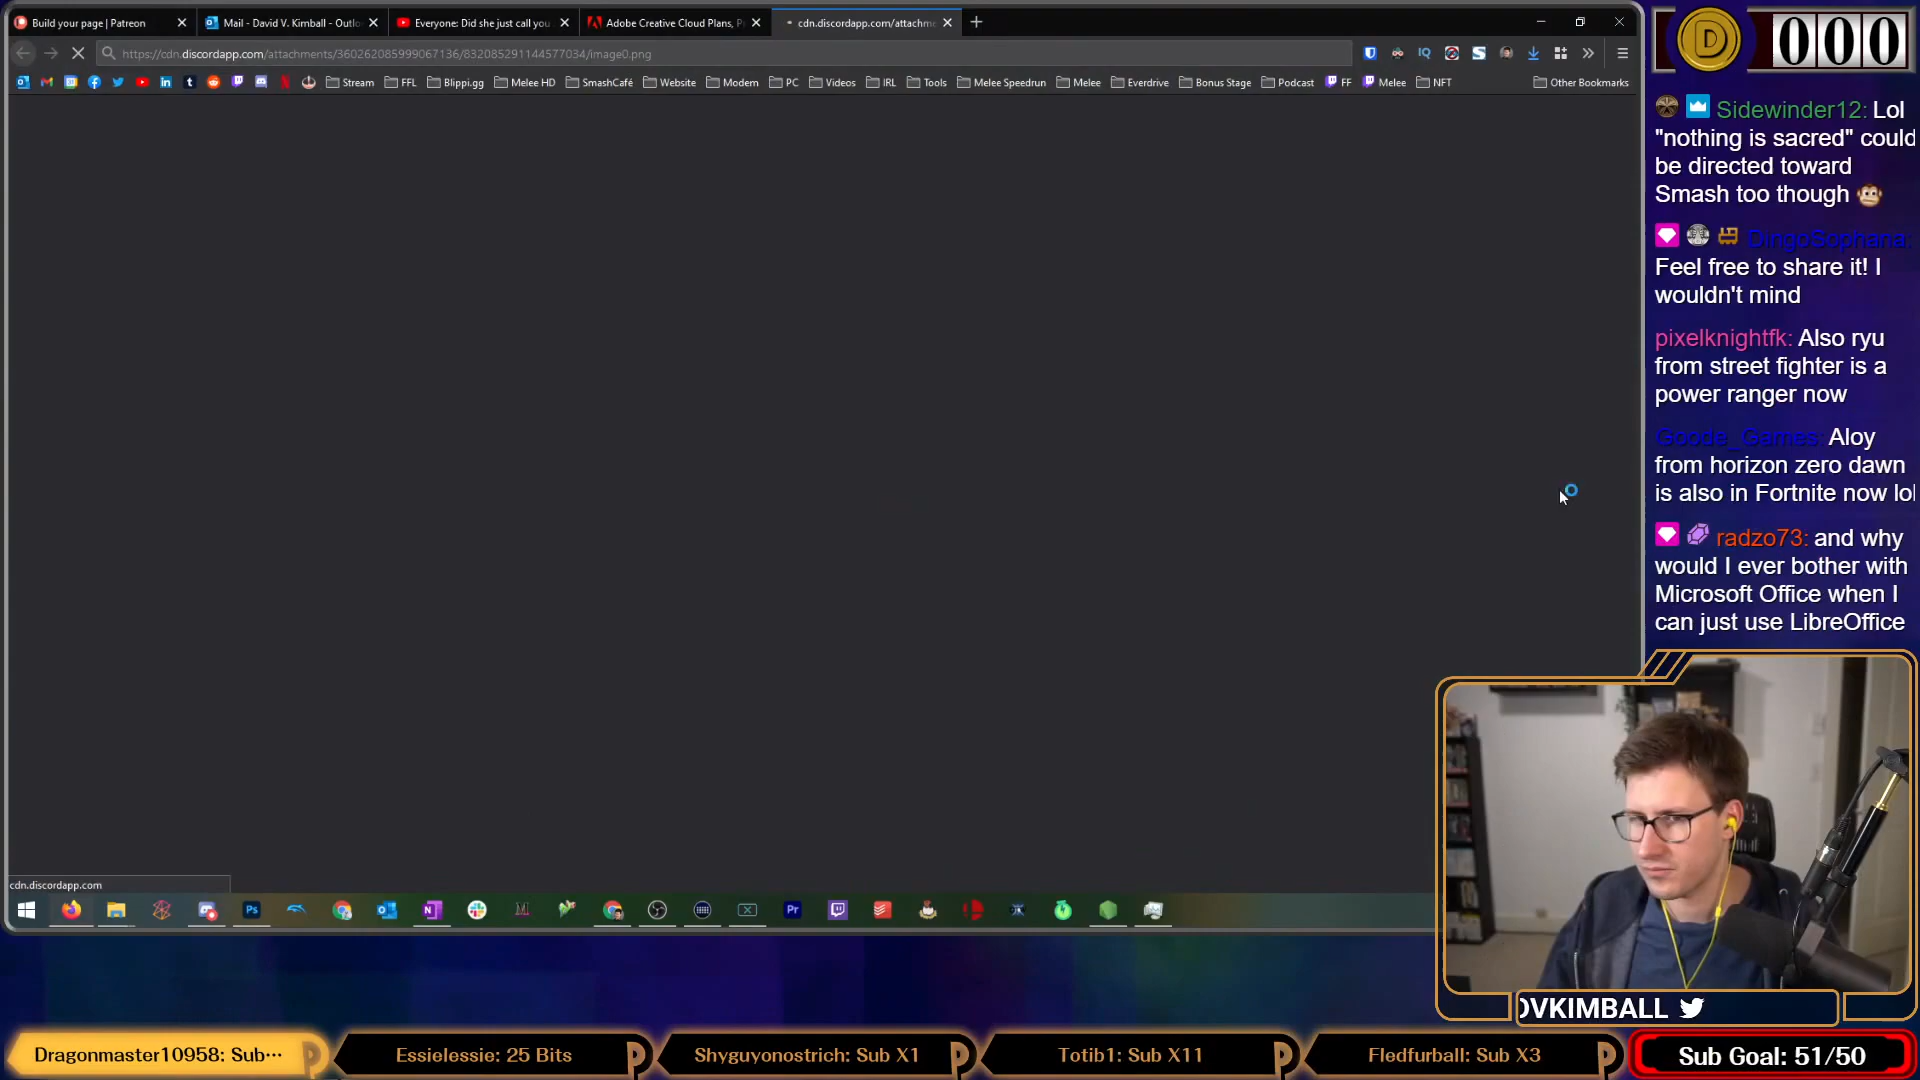 Build your page | Patreon
Mail - David V. Kimball - Outlo
Everyone: Did she just call you
Adobe Creative Cloud Plans, P
cdn.discordapp.com/attachme
https://cdn.discordapp.com/attachments/360262085999067136/832085291144577034/image0.png
Stream
FFL
Blippi.gg
Melee HD
SmashCafé
Website
Modem
PC
Videos
IRL
Tools
Melee Speedrun
Melee
Everdrive
Bonus Stage
Podcast
FF
Melee
NFT
Other Bookmarks
000
Sidewinder12: Lol
"nothing is sacred" could
be directed toward
Smash too though
DingoSophana:
Feel free to share it! I
wouldn't mind
pixelknightfk: Also ryu
from street fighter is a
power ranger now
Goode_Games: Aloy
from horizon zero dawn
is also in Fortnite now lol
radzo73: and why
would I ever bother with
Microsoft Office when I
can just use LibreOffice
cdn.discordapp.com
DVKIMBALL
Dragonmaster10958: Sub···
Essielessie: 25 Bits
Shyguyonostrich: Sub X1
Totib1: Sub X11
Fledfurball: Sub X3
Sub Goal: 51/50